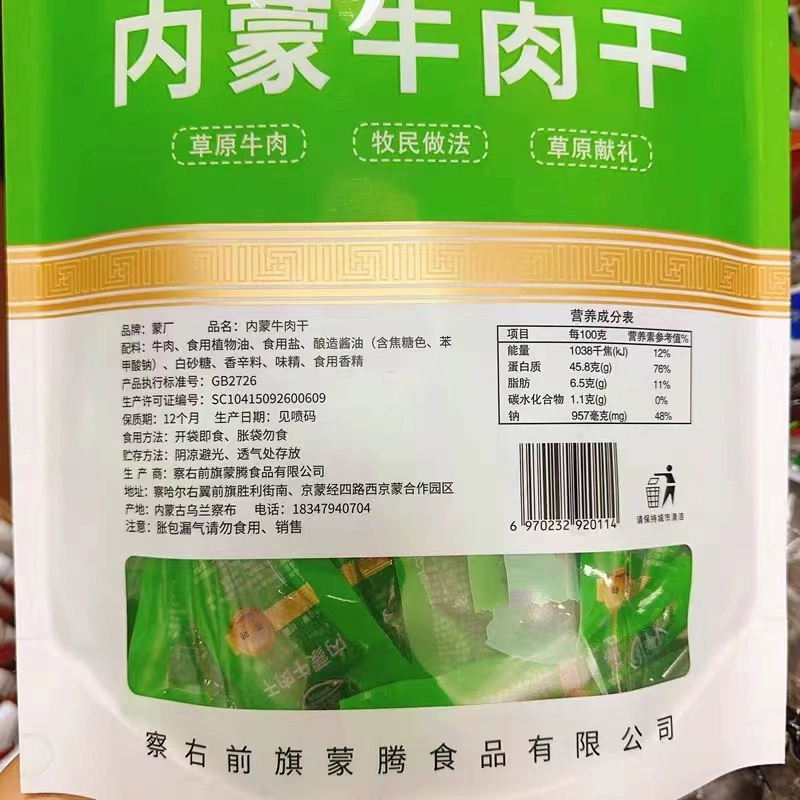 内蒙牛肉干
草原牛肉 牧民做法 草原献礼
品牌：蒙厂 品名：内蒙牛肉干
配料：牛肉、食用植物油、食用盐、酿造酱油（含焦糖色、苯
甲酸钠）、白砂糖、香辛料、味精、食用香精
产品执行标准号：GB2726
生产许可证编号：SC10415092600609
保质期：12个月 生产日期：见喷码
食用方法：开袋即食、胀袋勿食
贮存方法：阴凉避光、透气处存放
生产商：察右前旗蒙腾食品有限公司
地址：察哈尔右翼前旗胜利街南、京蒙经四路西京蒙合作园区
产地：内蒙古乌兰察布 电话：18347940704
注意：胀包漏气请勿食用、销售
营养成分表
项目 每100克 营养素参考值%
能量 1038千焦(kJ) 12%
蛋白质 45.8克(g) 76%
脂肪 6.5克(g) 11%
碳水化合物 1.1克(g) 0%
钠 957毫克(mg) 48%
6 970232 920114
请保持城市清洁
内蒙牛肉干
察右前旗蒙腾食品有限公司